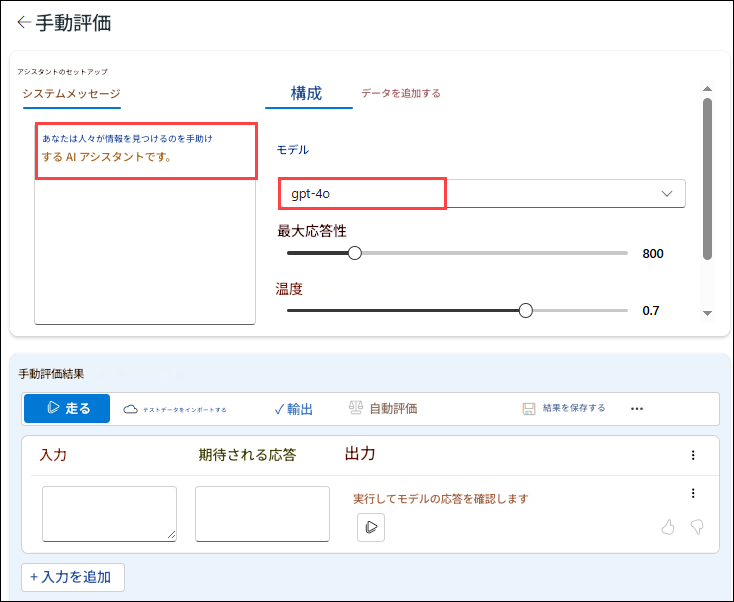 手動評価
アシスタントのセットアップ
システムメッセージ
構成
データを追加する
あなたは人々が情報を見つけるのを手助け
する AI アシスタントです。
モデル
gpt-4o
最大応答性
800
温度
0.7
手動評価結果
走る
テストデータをインポートする
輸出
自動評価
結果を保存する
入力
期待される応答
出力
実行してモデルの応答を確認します
+ 入力を追加